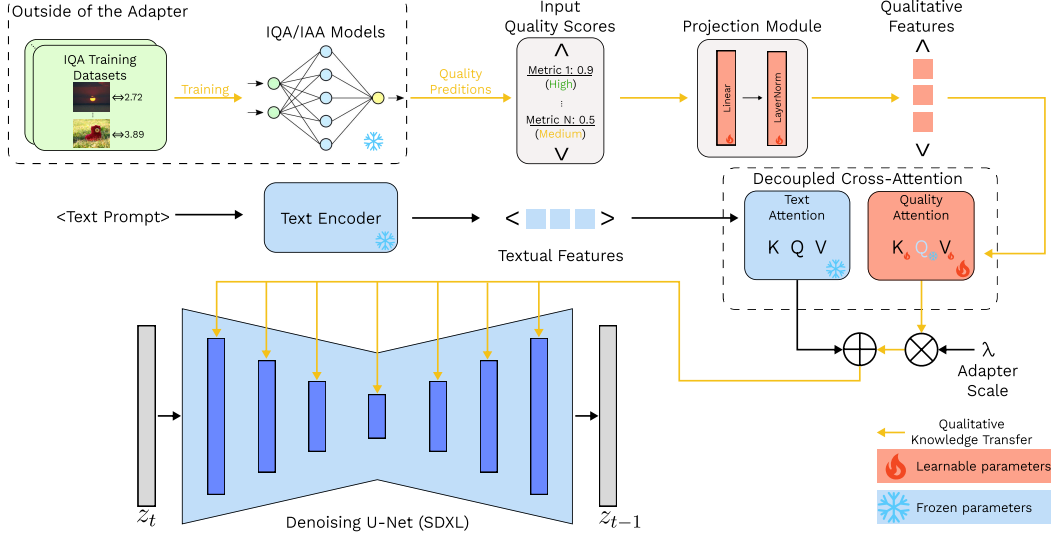 Outside of the Adapter
IQA Training
Datasets
⇔2.72
⇔3.89
Training
IQA/IAA Models
Quality
Preditions
Input
Quality Scores
Metric 1: 0.9
(High)
Metric N: 0.5
(Medium)
Projection Module
Linear
LayerNorm
Qualitative
Features
<Text Prompt>
Text Encoder
< >
Textual Features
Decoupled Cross-Attention
Text
Attention
K Q V
Quality
Attention
K Q V
λ
Adapter
Scale
z_t
Denoising U-Net (SDXL)
z_{t−1}
Qualitative
Knowledge Transfer
Learnable parameters
Frozen parameters